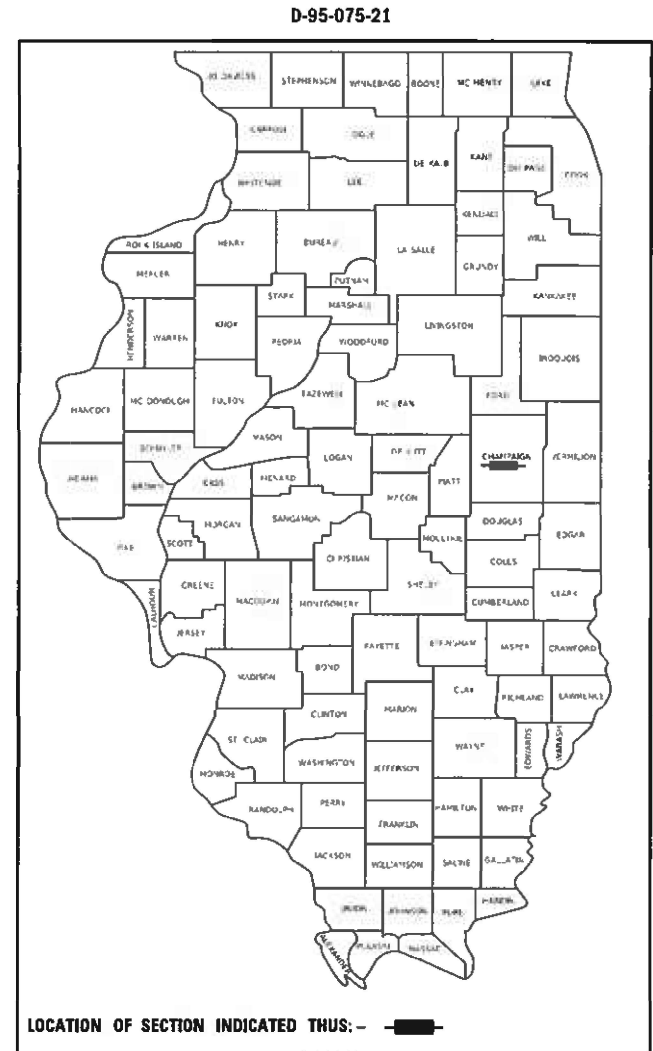 D-95-075-21
STEPHENSON WINNEBAGO BOONE MC HENRY LAKE
CARROLL OGLE
DE KALB KANE DU PAGE COOK
WHITESIDE LEE
KENDALL WILL
ROCK ISLAND HENRY BUREAU LA SALLE
GRUNDY
MERCER PUTNAM
STARK MARSHALL KANKAKEE
HENDERSON WARREN KNOX PEORIA WOODFORD LIVINGSTON
IROQUOIS
HANCOCK MC DONOUGH FULTON TAZEWELL MC LEAN FORD
MASON
SCHUYLER LOGAN DE WITT CHAMPAIGN VERMILION
ADAMS BROWN CASS MENARD PIATT
MACON
MORGAN SANGAMON DOUGLAS
PIKE SCOTT MOULTRIE EDGAR
CHRISTIAN COLES
GREENE SHELBY
CALHOUN MACOUPIN MONTGOMERY CUMBERLAND CLARK
JERSEY
FAYETTE EFFINGHAM JASPER CRAWFORD
MADISON BOND
CLAY RICHLAND LAWRENCE
CLINTON MARION
ST. CLAIR WAYNE EDWARDS WABASH
WASHINGTON JEFFERSON
MONROE
RANDOLPH PERRY HAMILTON WHITE
FRANKLIN
JACKSON WILLIAMSON SALINE GALLATIN
UNION JOHNSON POPE HARDIN
ALEXANDER PULASKI MASSAC
LOCATION OF SECTION INDICATED THUS: -